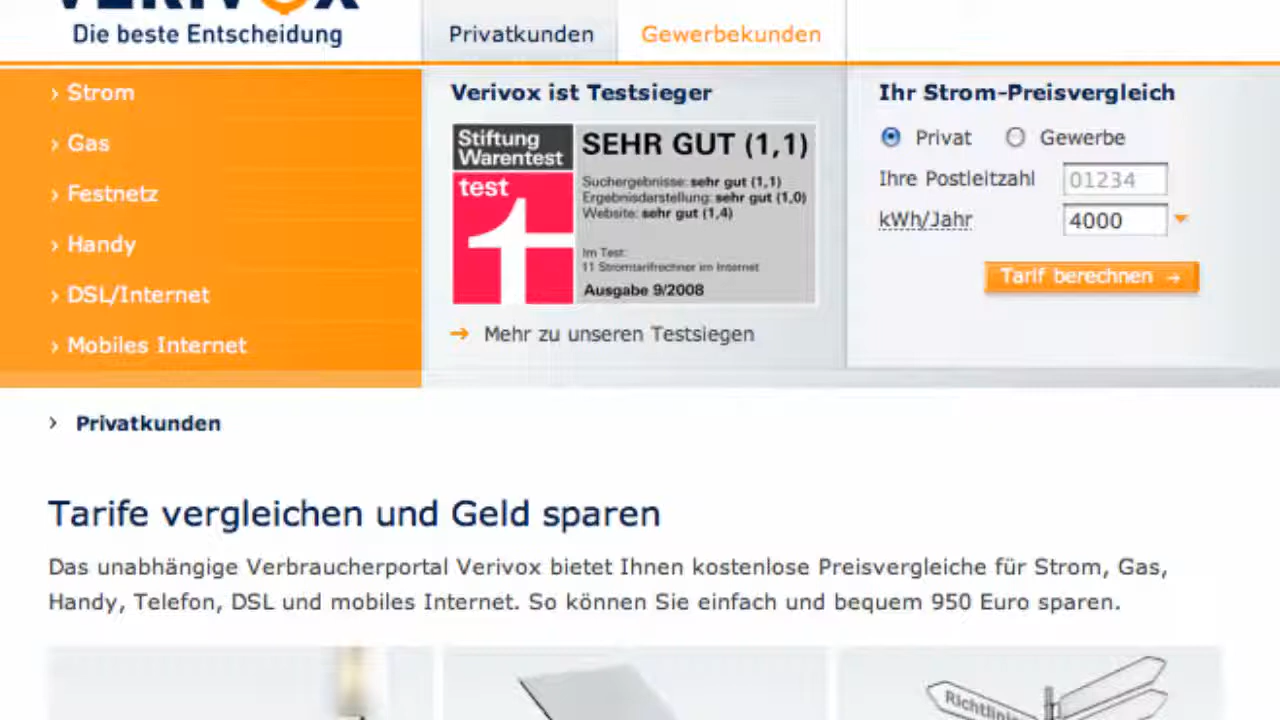 VERIVOX
Die beste Entscheidung
Privatkunden
Gewerbekunden
› Strom
› Gas
› Festnetz
› Handy
› DSL/Internet
› Mobiles Internet
Verivox ist Testsieger
Stiftung
Warentest
test
SEHR GUT (1,1)
Suchergebnisse: sehr gut (1,1)
Ergebnisdarstellung: sehr gut (1,0)
Website: sehr gut (1,4)
Im Test:
11 Stromtarifrechner im Internet
Ausgabe 9/2008
→ Mehr zu unseren Testsiegen
Ihr Strom-Preisvergleich
Privat Gewerbe
Ihre Postleitzahl 01234
kWh/Jahr 4000
Tarif berechnen →
› Privatkunden
Tarife vergleichen und Geld sparen
Das unabhängige Verbraucherportal Verivox bietet Ihnen kostenlose Preisvergleiche für Strom, Gas,
Handy, Telefon, DSL und mobiles Internet. So können Sie einfach und bequem 950 Euro sparen.